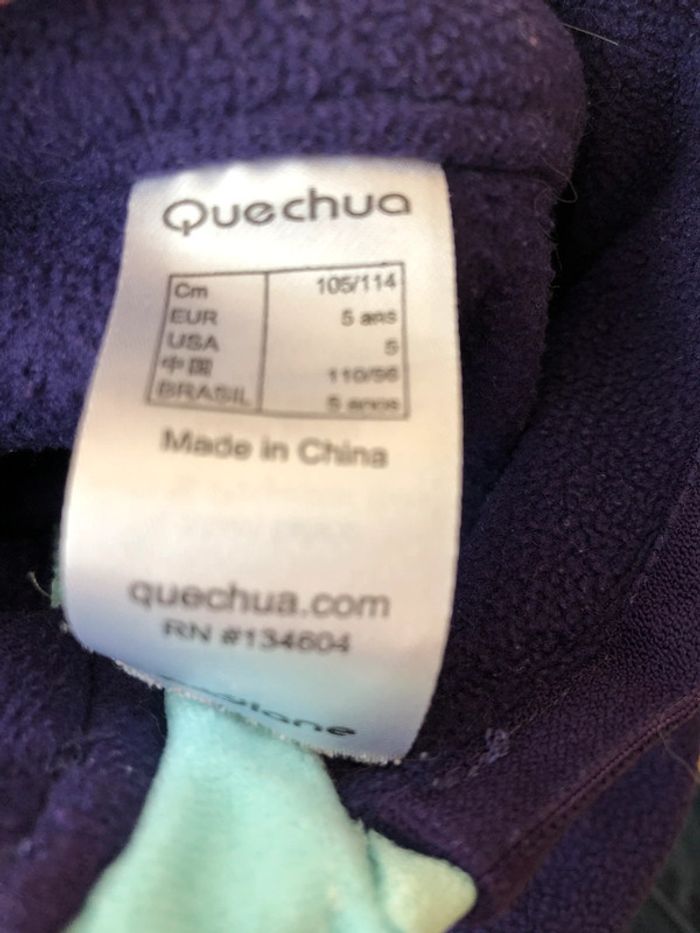 Quechua
Cm 105/114
EUR 5 ans
USA 5
中国 110/56
BRASIL 5 anos
Made in China
quechua.com
RN #134604